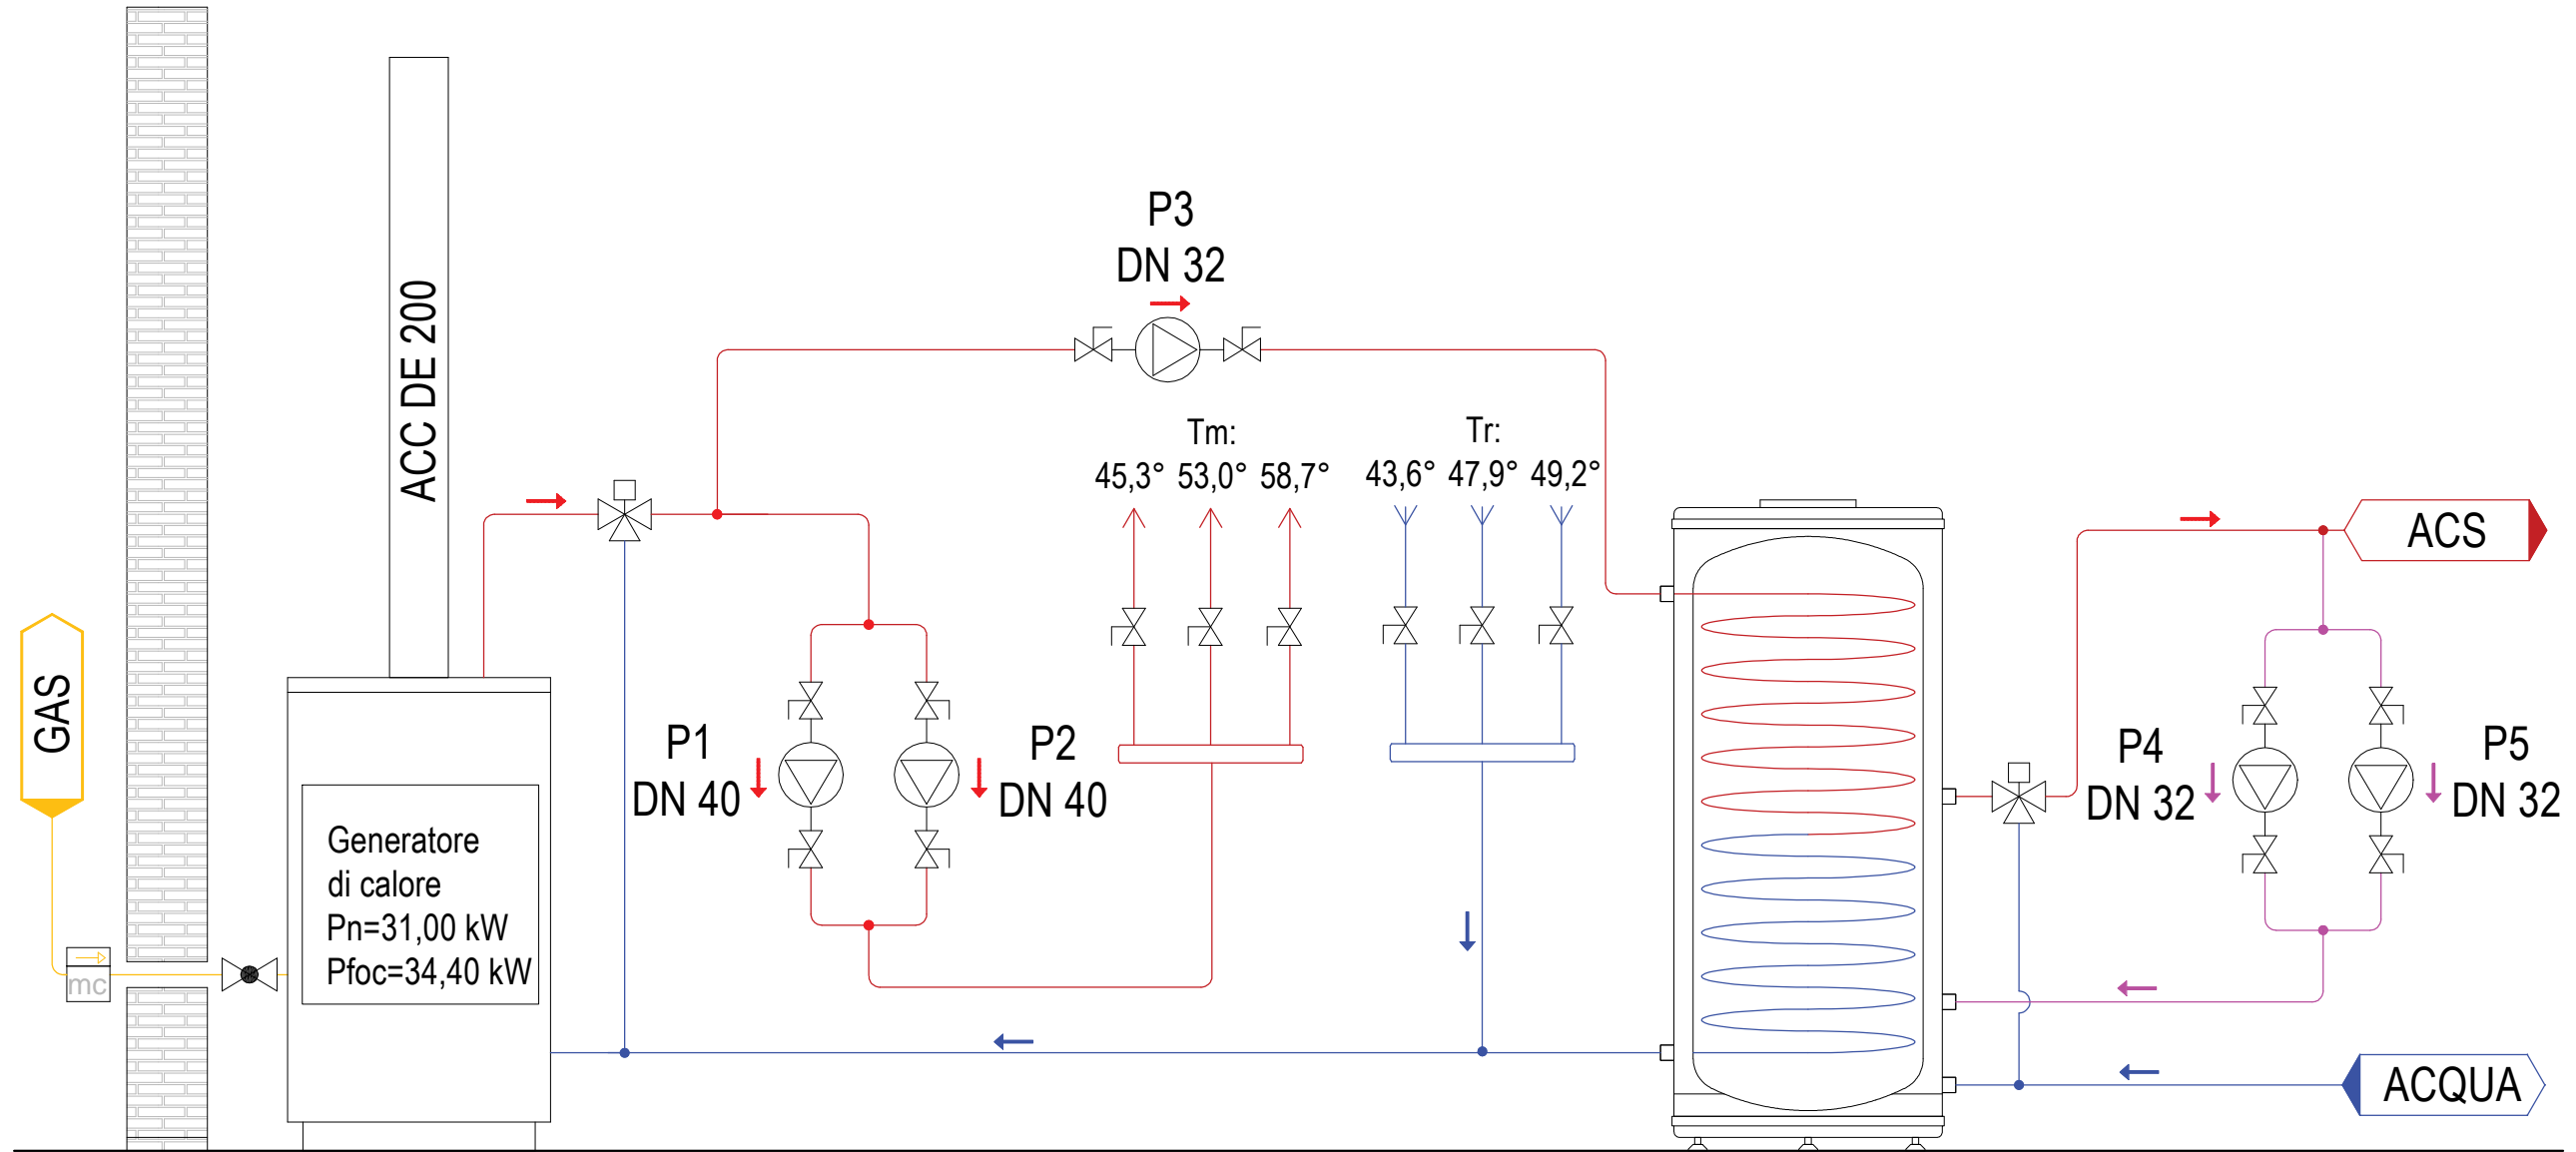 GAS
mc
ACC DE 200
Generatore
di calore
Pn=31,00 kW
Pfoc=34,40 kW
P1
DN 40
P2
DN 40
P3
DN 32
Tm:
45,3° 53,0° 58,7°
Tr:
43,6° 47,9° 49,2°
P4
DN 32
P5
DN 32
ACS
ACQUA